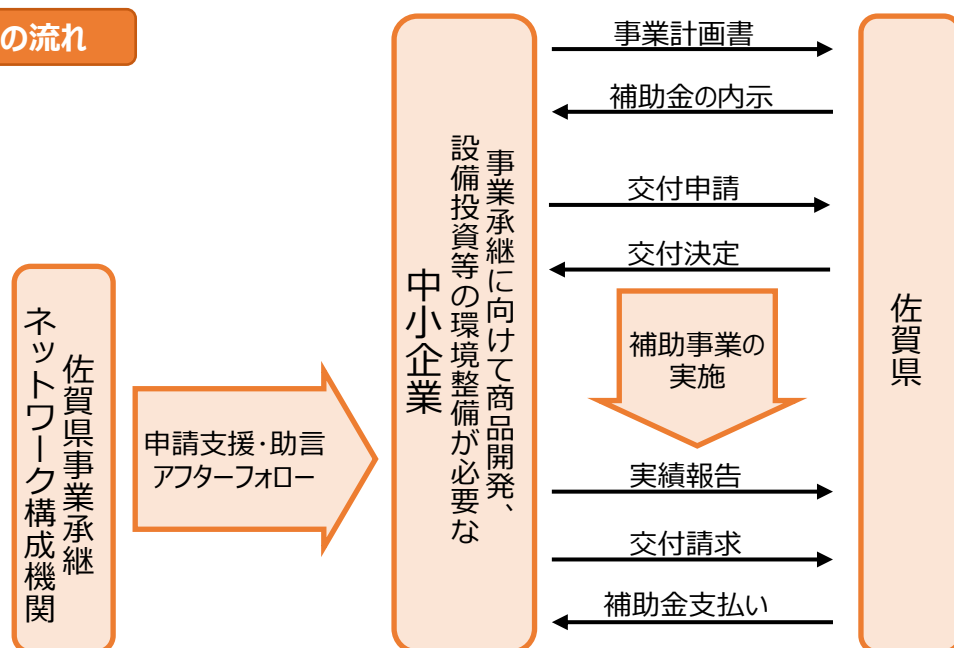 の流れ
佐賀県事業承継
ネットワーク構成機関
申請支援・助言
アフターフォロー
事業承継に向けて商品開発、
設備投資等の環境整備が必要な
中小企業
事業計画書
補助金の内示
交付申請
交付決定
補助事業の
実施
実績報告
交付請求
補助金支払い
佐賀県